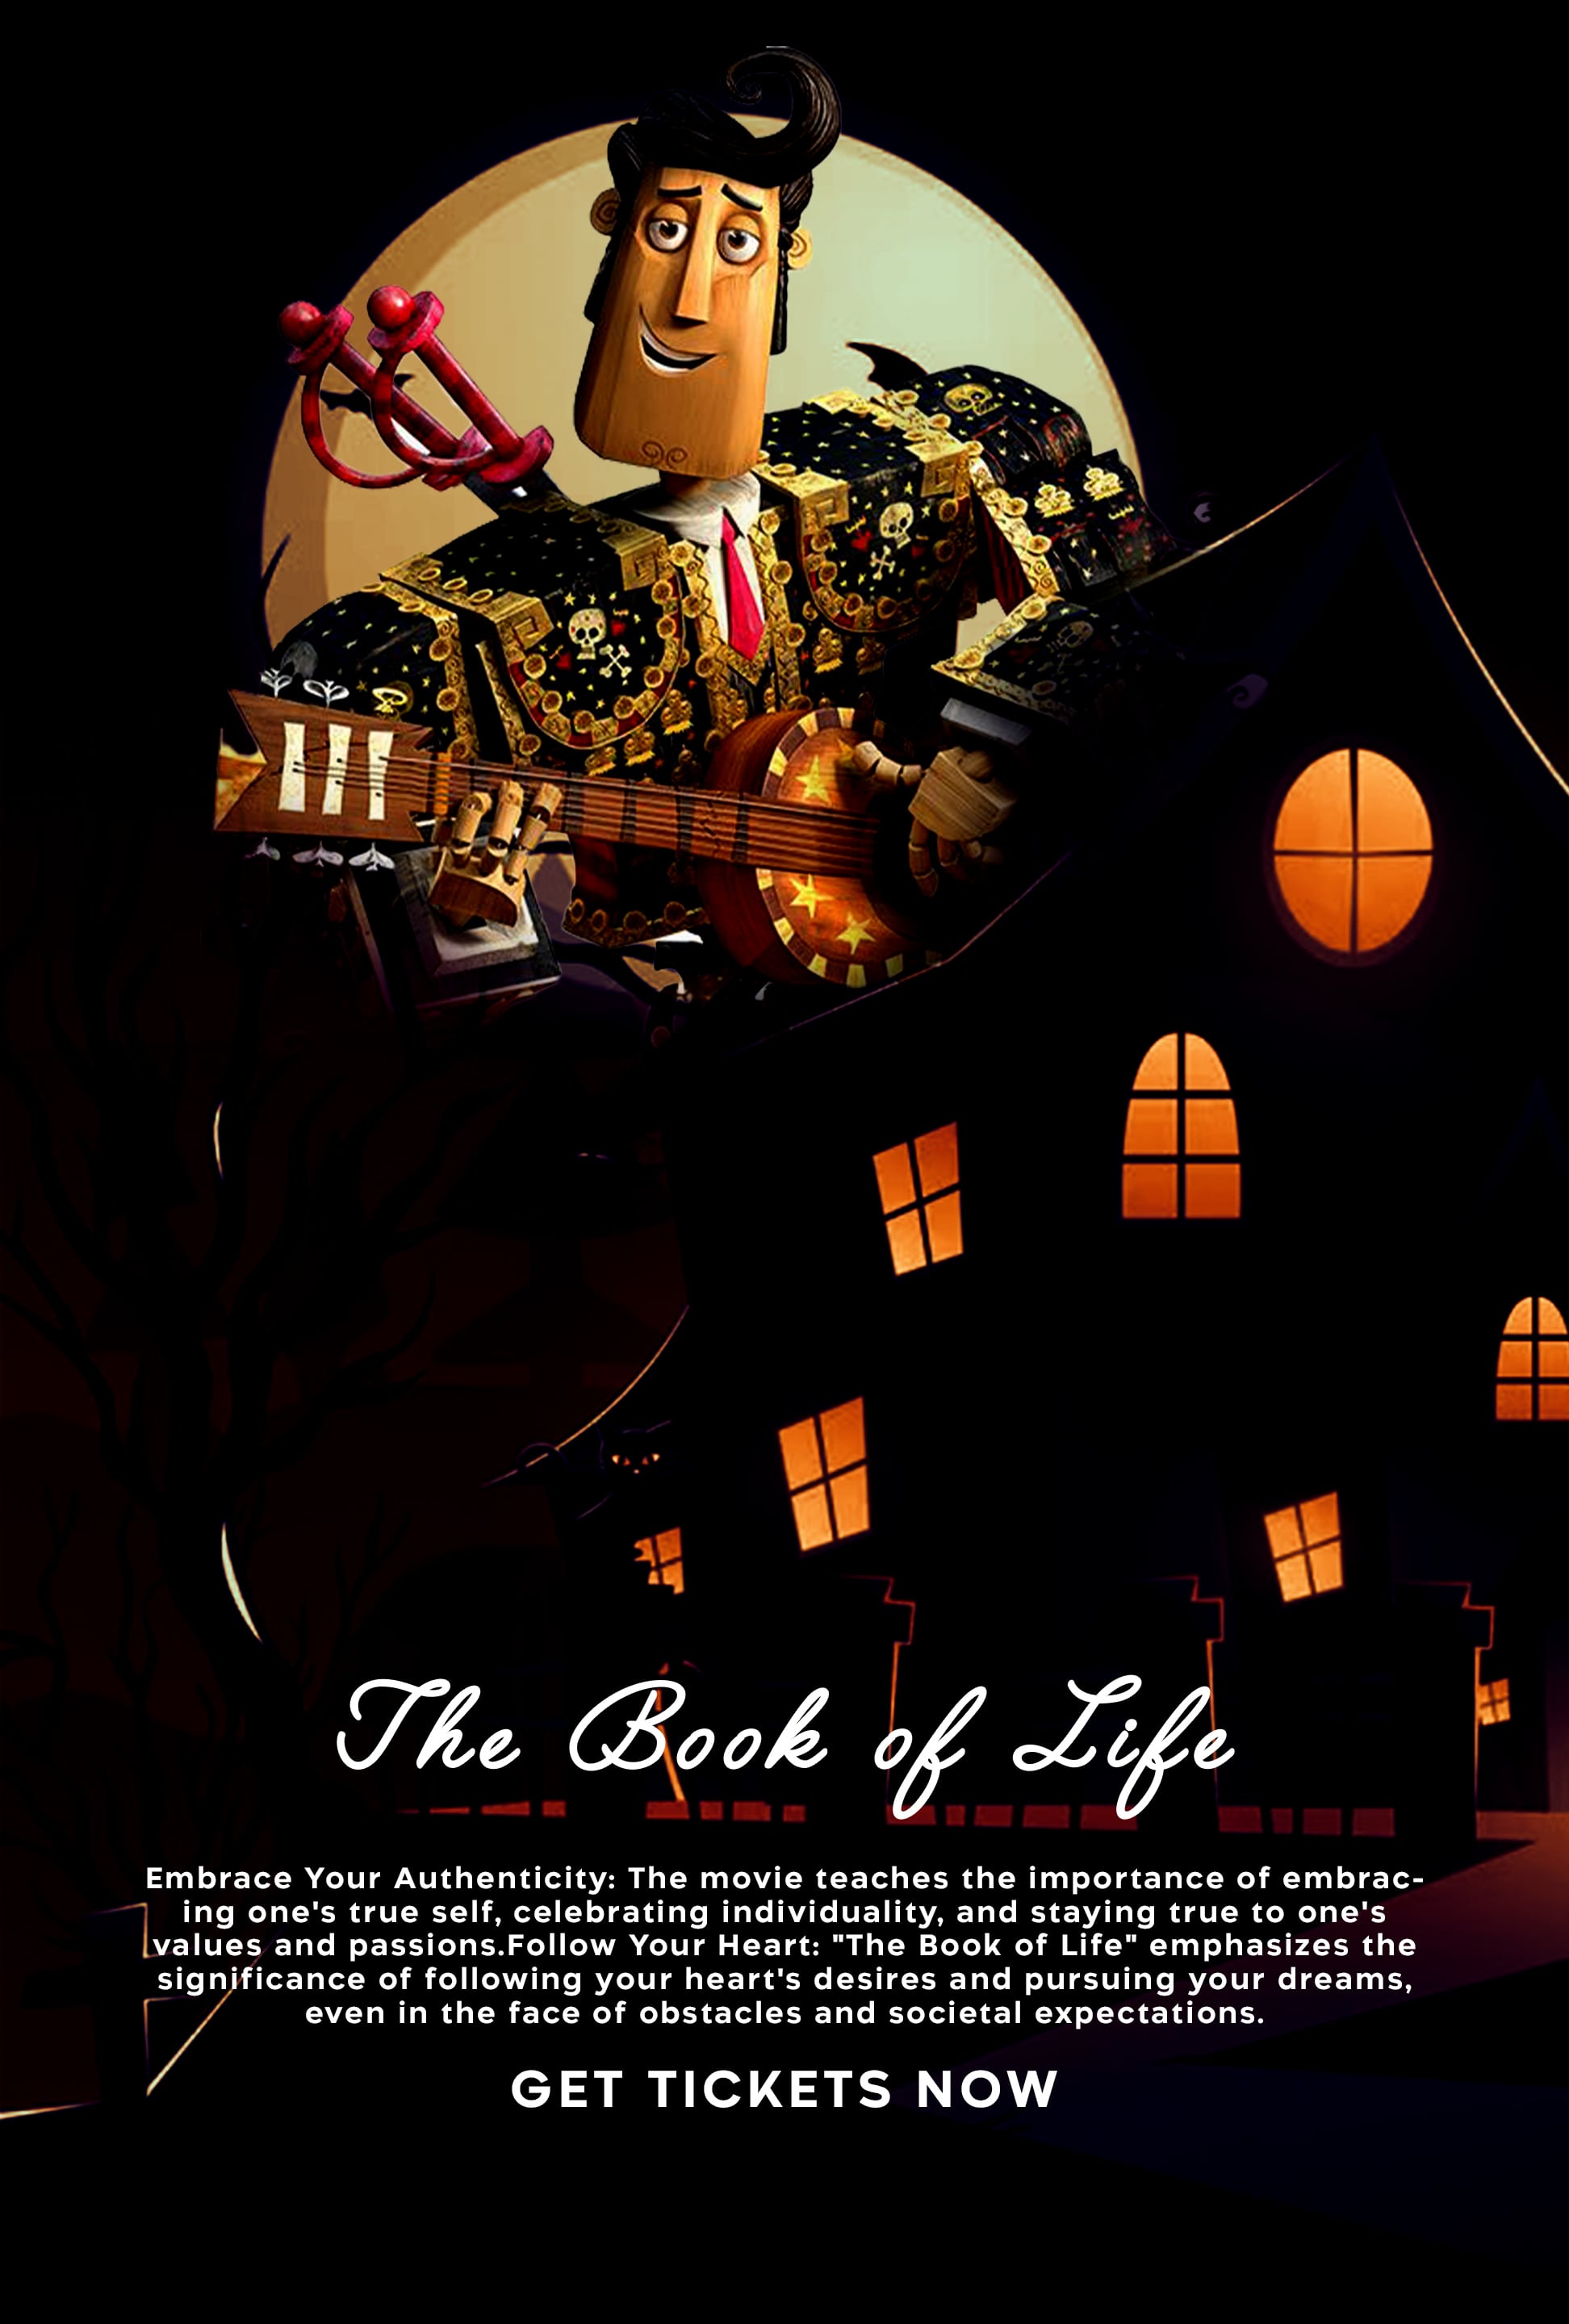 The Book of Life
Embrace Your Authenticity: The movie teaches the importance of embrac-
ing one's true self, celebrating individuality, and staying true to one's
values and passions.Follow Your Heart: "The Book of Life" emphasizes the
significance of following your heart's desires and pursuing your dreams,
even in the face of obstacles and societal expectations.
GET TICKETS NOW